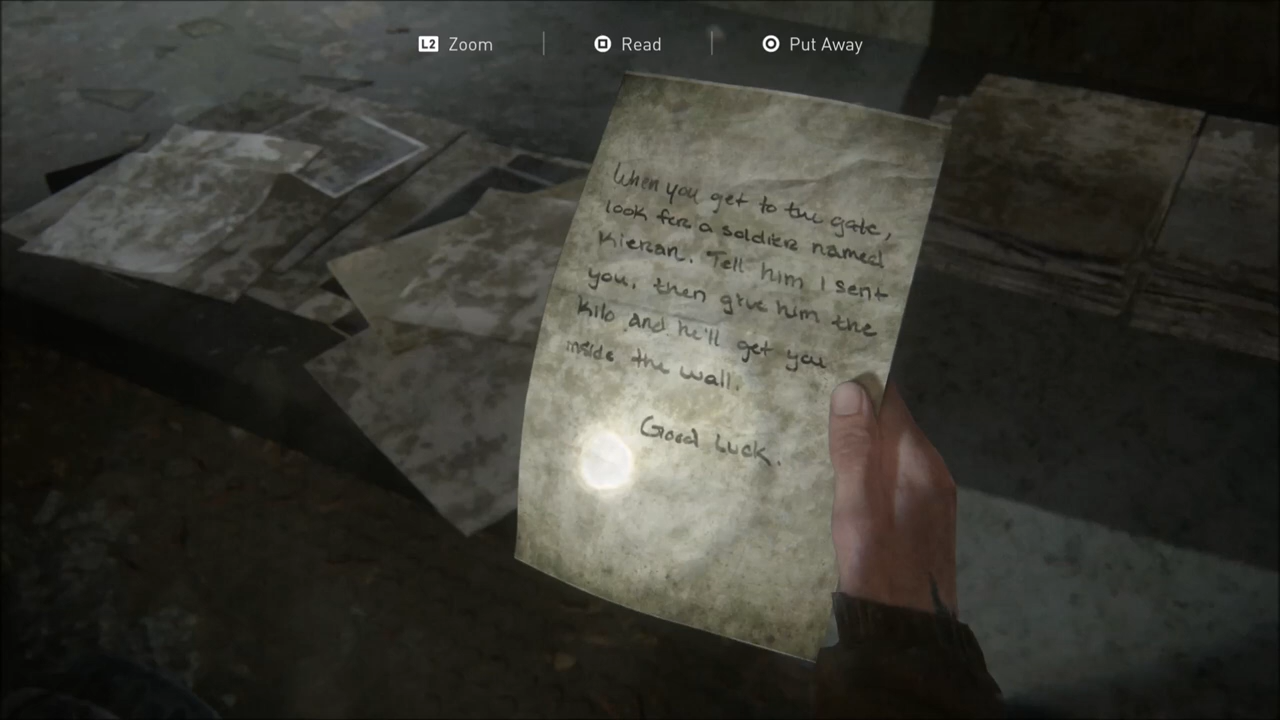 L2 Zoom | Read | Put Away
When you get to the gate,
look for a soldier named
Kieran. Tell him I sent
you, then give him the
Kilo and he'll get you
inside the wall.
Good Luck.